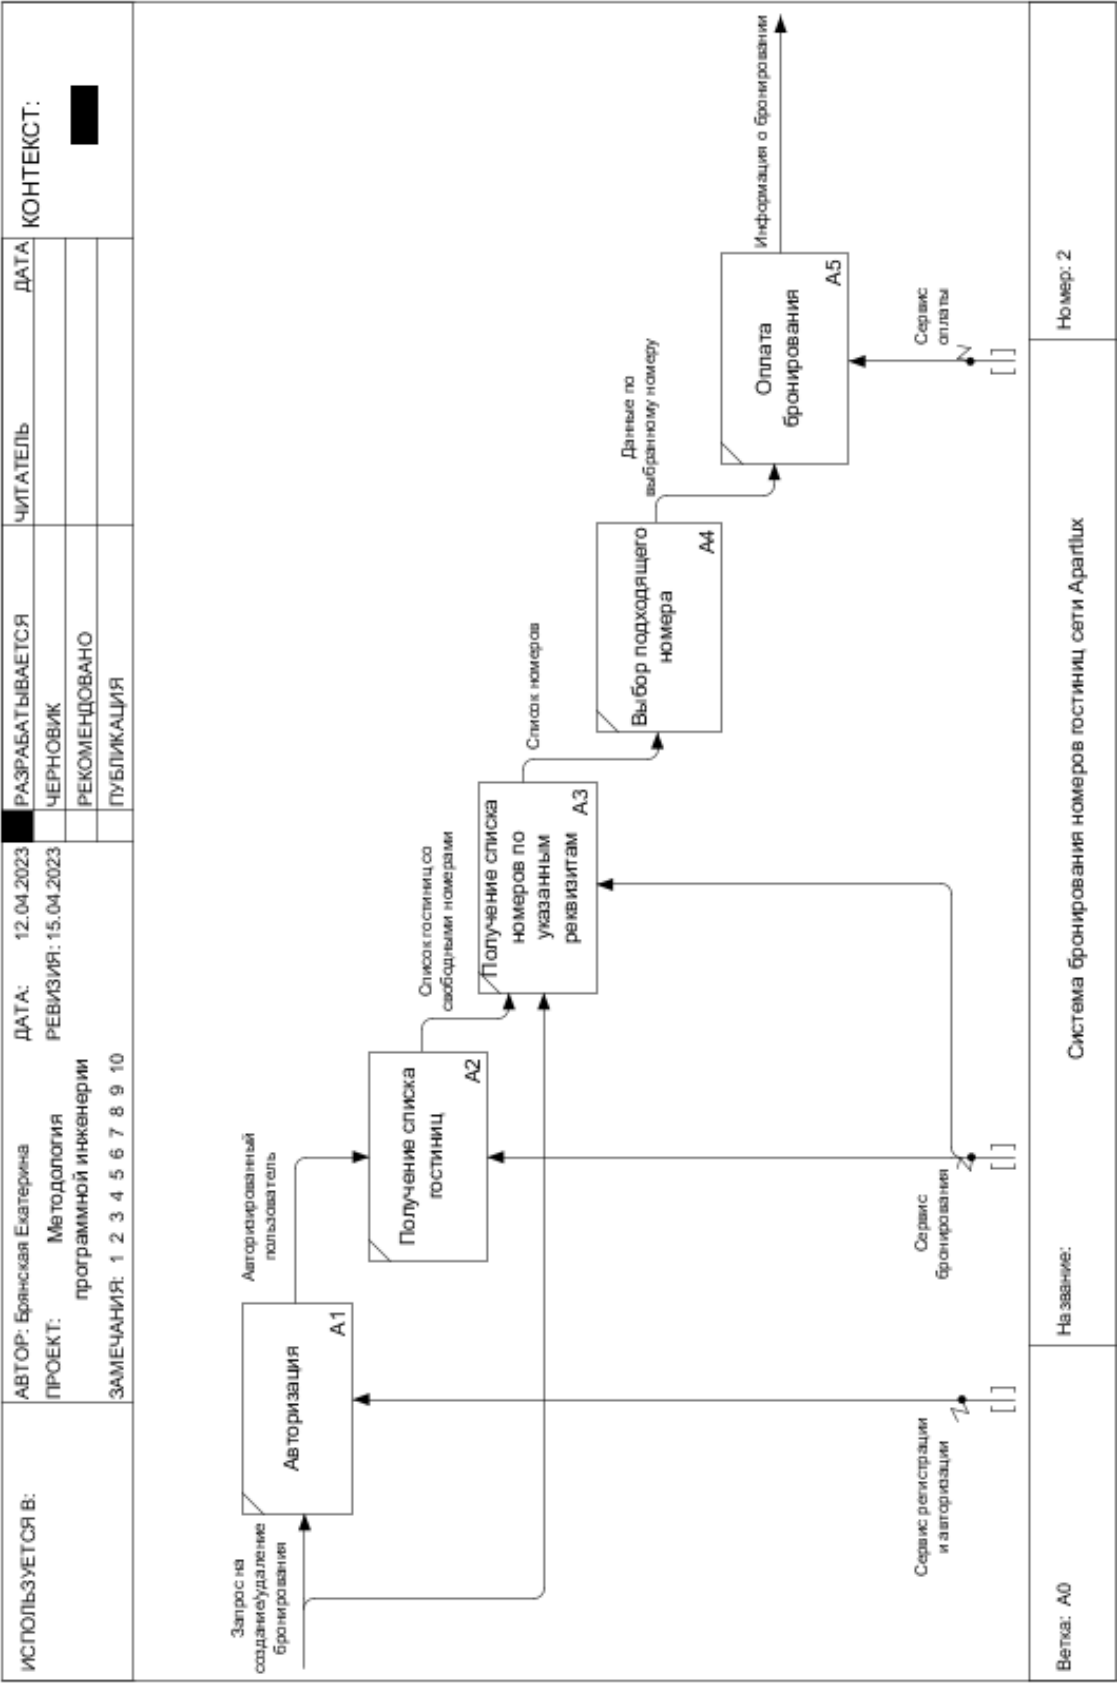 ИСПОЛЬЗУЕТСЯ В:
АВТОР: Брянская Екатерина
ДАТА: 12.04.2023
ПРОЕКТ: Методология
программной инженерии
РЕВИЗИЯ: 15.04.2023
ЗАМЕЧАНИЯ: 1 2 3 4 5 6 7 8 9 10
РАЗРАБАТЫВАЕТСЯ
ЧЕРНОВИК
РЕКОМЕНДОВАНО
ПУБЛИКАЦИЯ
ЧИТАТЕЛЬ
ДАТА
КОНТЕКСТ:
Запрос на
создание/удаление
бронирования
Авторизация
A1
Авторизированный
пользователь
Получение списка
гостиниц
A2
Список гостиниц со
свободными номерами
Получение списка
номеров по
указанным
реквизитам
A3
Список номеров
Выбор подходящего
номера
A4
Данные по
выбранному номеру
Оплата
бронирования
A5
Информация о бронировании
Сервис регистрации
и авторизации
Сервис
бронирования
Сервис
оплаты
Ветка: A0
Название:
Система бронирования номеров гостиниц сети Apartlux
Номер: 2